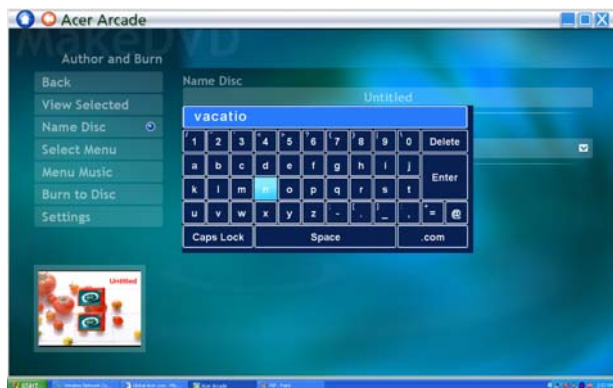 Acer Arcade
MakeDVD
Author and Burn
Back
View Selected
Name Disc
Select Menu
Menu Music
Burn to Disc
Settings
Name Disc
Untitled
vacatio
1 2 3 4 5 6 7 8 9 0 Delete
a b c d e f g h i j
Enter
k l m n o p q r s t
u v w x y z - _ . = @
Caps Lock Space .com
Untitled
start